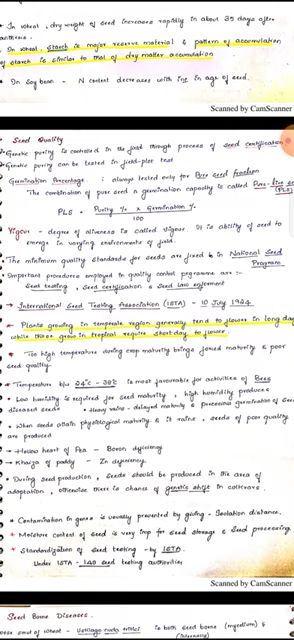 • In wheat, dry weight of seed increases rapidly in about 35 days after
anthesis.
• In wheat, starch is major reserve material & pattern of accumulation
of starch is similar to that of dry matter accumulation
• In Soybean - N content decreases with inc in age of seed.
Scanned by CamScanner
Seed Quality
Genetic purity is controlled in the field through process of seed certification
Genetic purity can be tested in field-plot test
Germination Percentage : always tested only for Pure seed fraction
The combination of pure seed & germination capacity is called Pure-live se
(PLS)
PLS = Purity % x Germination %
100
Vigour - degree of aliveness is called vigour. It is ability of seed to
emerge in varying environments of field.
• The minimum quality standards for seeds are fixed in National Seed
Program
• Important procedures employed in quality control programme are :-
Seed testing, Seed certification & Seed law enforcement
→ International Seed Testing Association (ISTA) - 10 July 1924
← Plants growing in temperate region generally tend to flower in long day
while those grow in tropical require short day to flower
* Too high temperature during crop maturity brings forced maturity & poor
seed quality.
* Temperature b/w 24°c - 38°c is most favourable for activities of Bees
• Low humidity is required for seed maturity, high humidity produces
diseased seeds • Heavy rains - delayed maturity & precocious germination of See
• When seeds attain physiological maturity & it rains, seeds of poor quality
are produced
→ Hollow heart of Pea - Boron deficiency
→ Khaira of paddy - Zn deficiency
• During seed production, seeds should be produced in the area of
adaptation, otherwise there is chance of genetic shift in cultivars.
* Contamination in genes is usually prevented by giving - Isolation distance.
* Moisture content of seed is very imp for seed storage & seed processing
* Standardization of seed testing - by ISTA.
Under ISTA - 140 seed testing authorities
Scanned by CamScanner
Seed Borne Diseases.
oose smut of wheat - Ustilago nuda tritici is both seed borne (mycelium) &
(Internally)